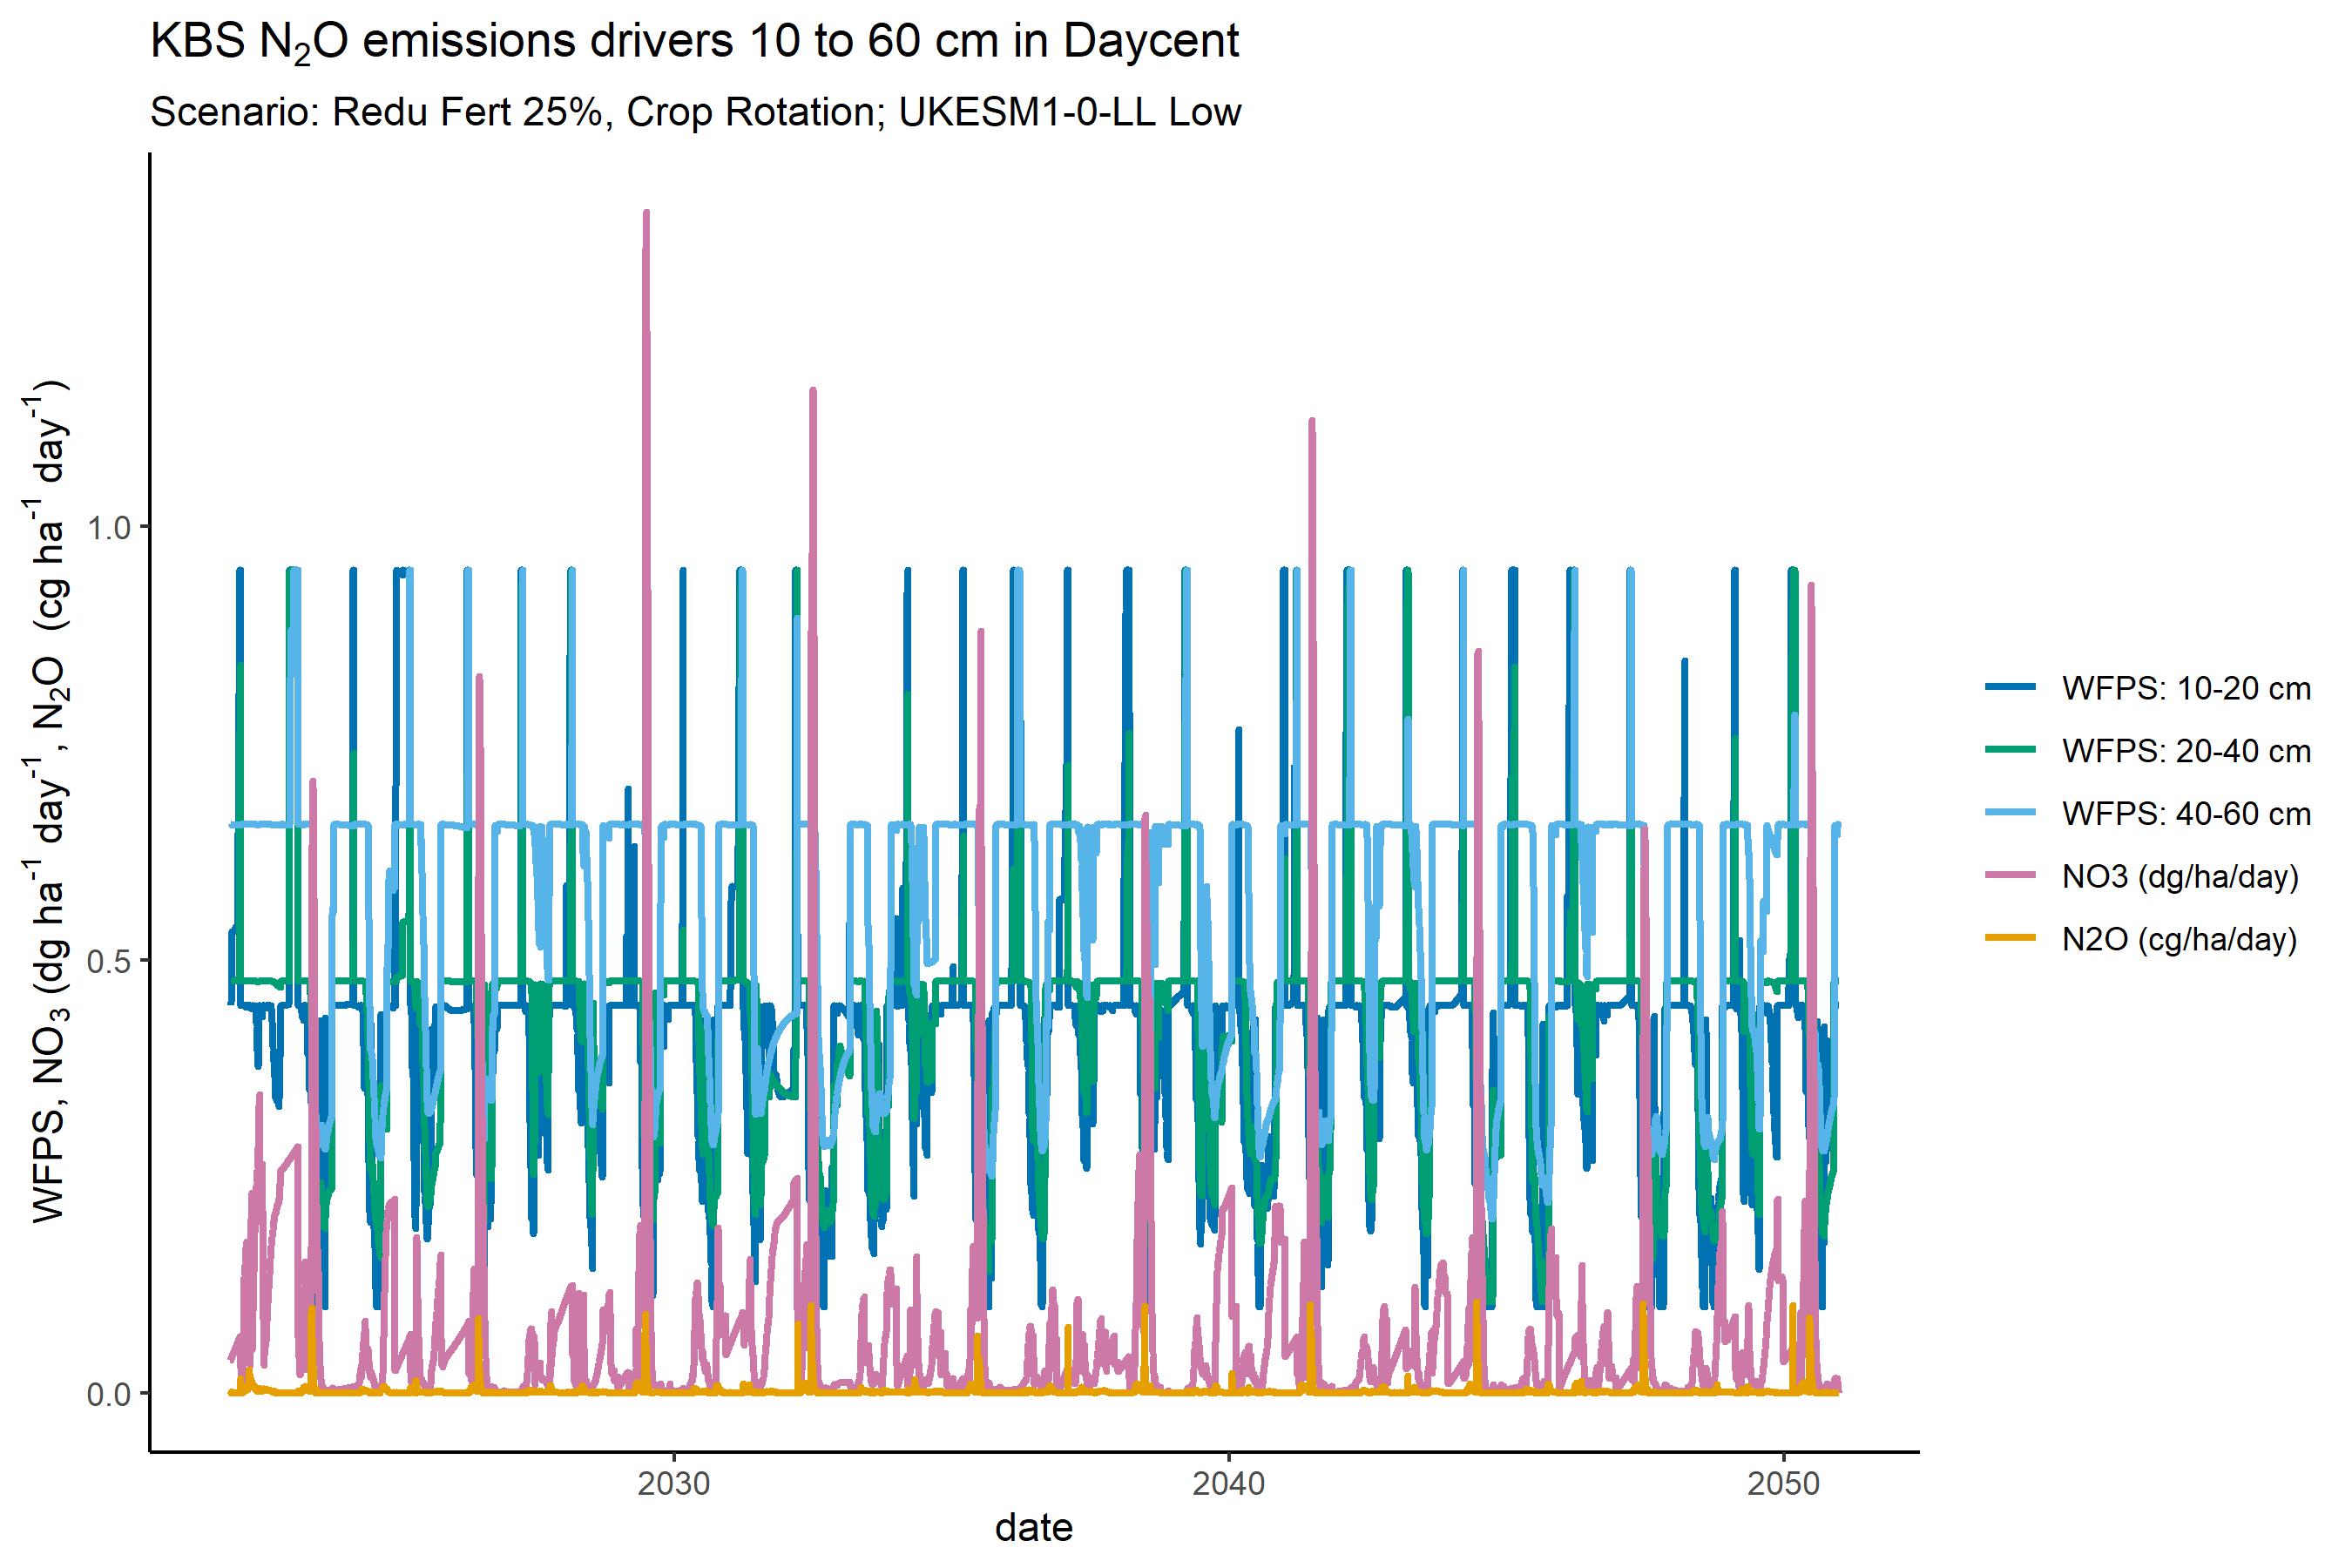 KBS N₂O emissions drivers 10 to 60 cm in Daycent
Scenario: Redu Fert 25%, Crop Rotation; UKESM1-0-LL Low
WFPS, NO₃ (dg ha⁻¹ day⁻¹, N₂O (cg ha⁻¹ day⁻¹)
1.0
0.5
0.0
WFPS: 10-20 cm
WFPS: 20-40 cm
WFPS: 40-60 cm
NO3 (dg/ha/day)
N2O (cg/ha/day)
2030
2040
2050
date